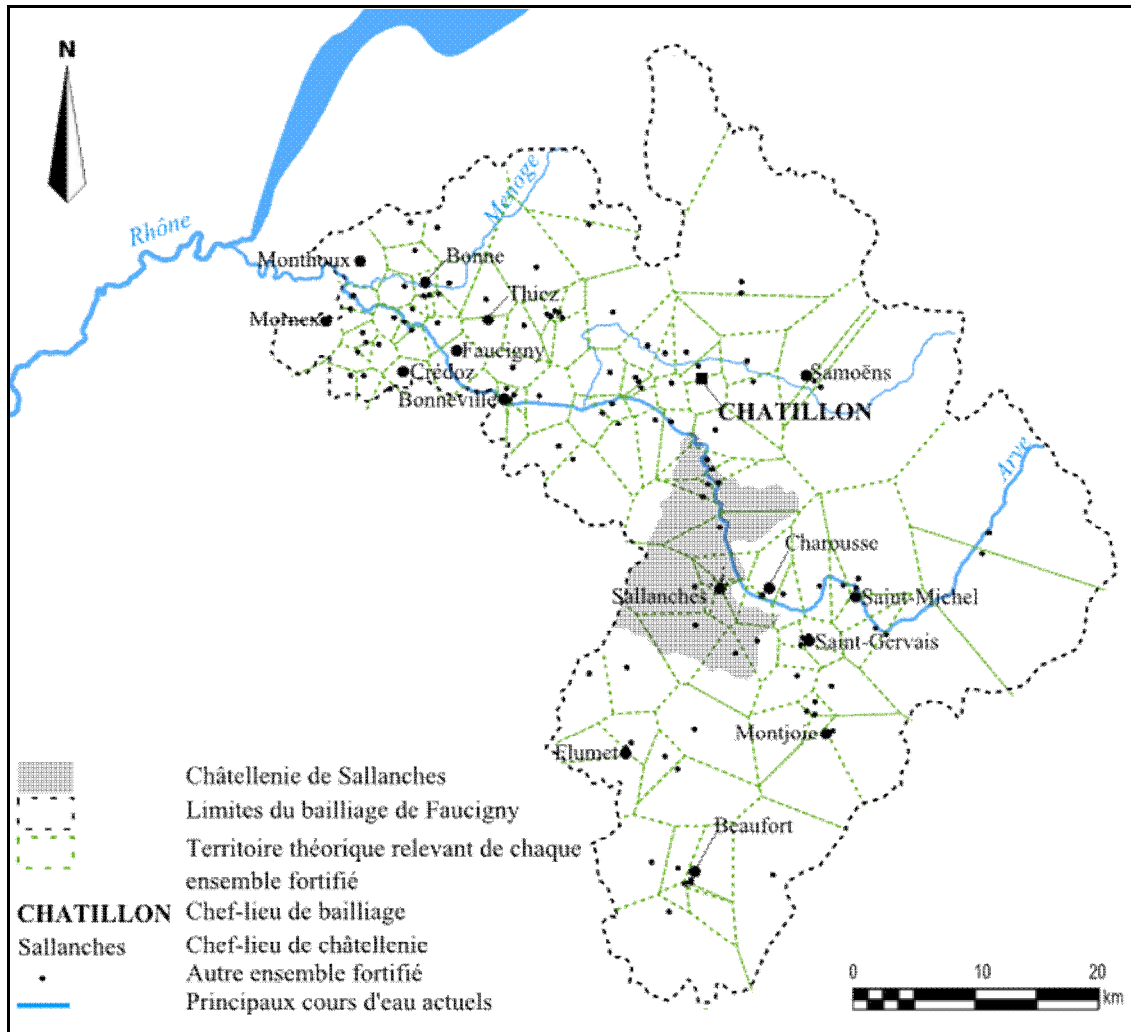 N
Rhône
Menoge
Monthoux
Bonne
Thiez
Mornex
Faucigny
Crédoz
Samoëns
Bonneville
CHATILLON
Arve
Charousse
Sallanches
Saint-Michel
Saint-Gervais
Montjoie
Flumet
Beaufort
Châtellenie de Sallanches
Limites du bailliage de Faucigny
Territoire théorique relevant de chaque
ensemble fortifié
CHATILLON Chef-lieu de bailliage
Sallanches Chef-lieu de châtellenie
Autre ensemble fortifié
Principaux cours d'eau actuels
0 10 20
km